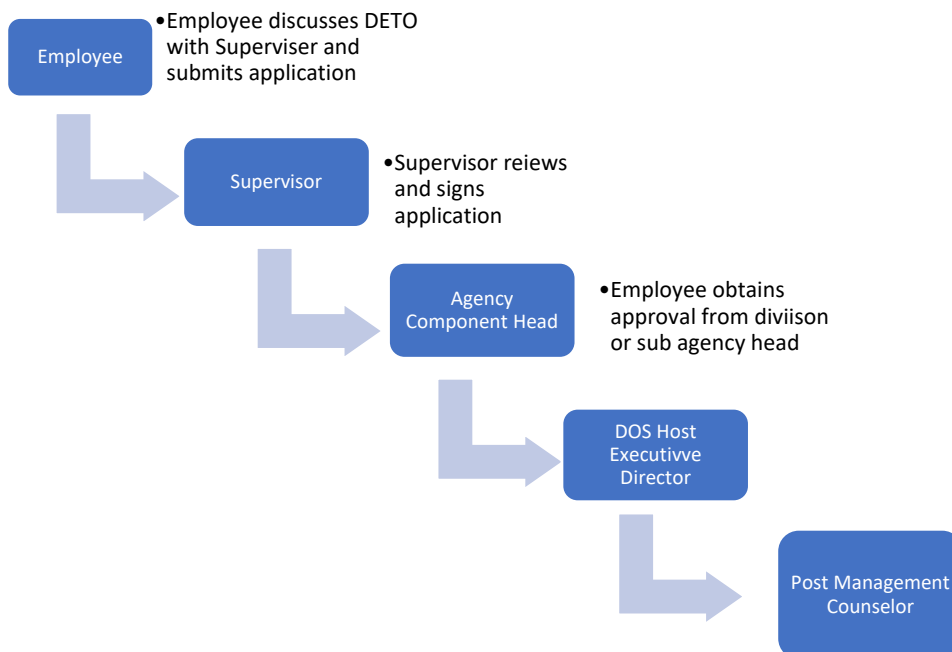 Employee
•Employee discusses DETO
with Superviser and
submits application
Supervisor
•Supervisor reiews
and signs
application
Agency
Component Head
•Employee obtains
approval from diviison
or sub agency head
DOS Host
Executivve
Director
Post Management
Counselor